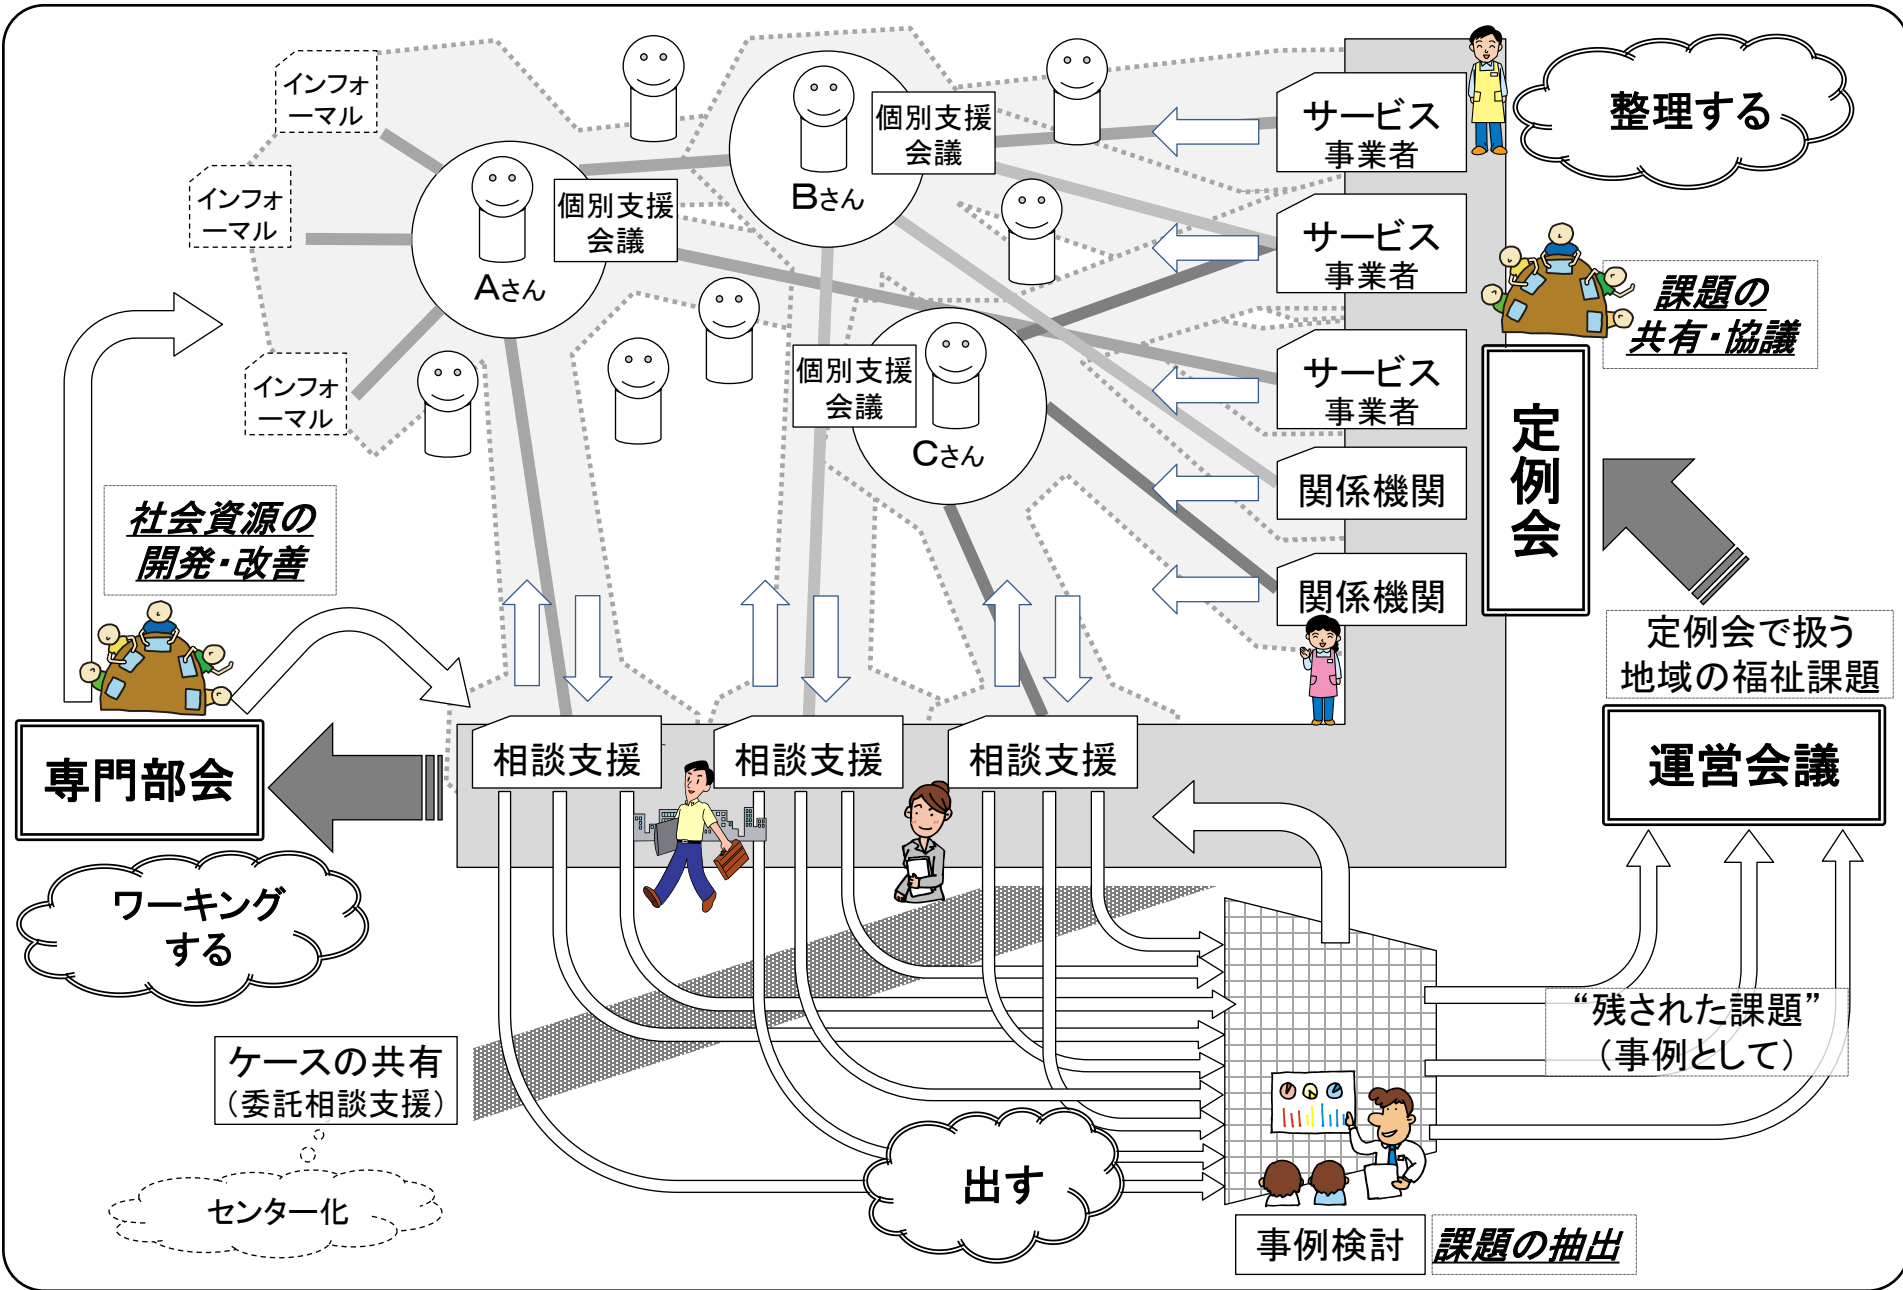 インフォ
ーマル
インフォ
ーマル
インフォ
ーマル
Aさん
個別支援
会議
Bさん
個別支援
会議
Cさん
個別支援
会議
サービス
事業者
サービス
事業者
サービス
事業者
関係機関
関係機関
整理する
課題の
共有・協議
定例会
定例会で扱う
地域の福祉課題
運営会議
社会資源の
開発・改善
専門部会
ワーキング
する
相談支援
相談支援
相談支援
“残された課題”
（事例として）
ケースの共有
（委託相談支援）
センター化
出す
事例検討
課題の抽出